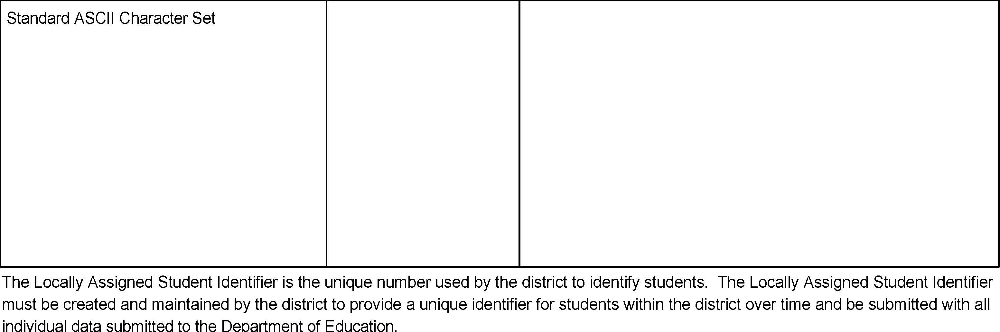 Standard ASCII Character Set
The Locally Assigned Student Identifier is the unique number used by the district to identify students.  The Locally Assigned Student Identifier
must be created and maintained by the district to provide a unique identifier for students within the district over time and be submitted with all
individual data submitted to the Department of Education.